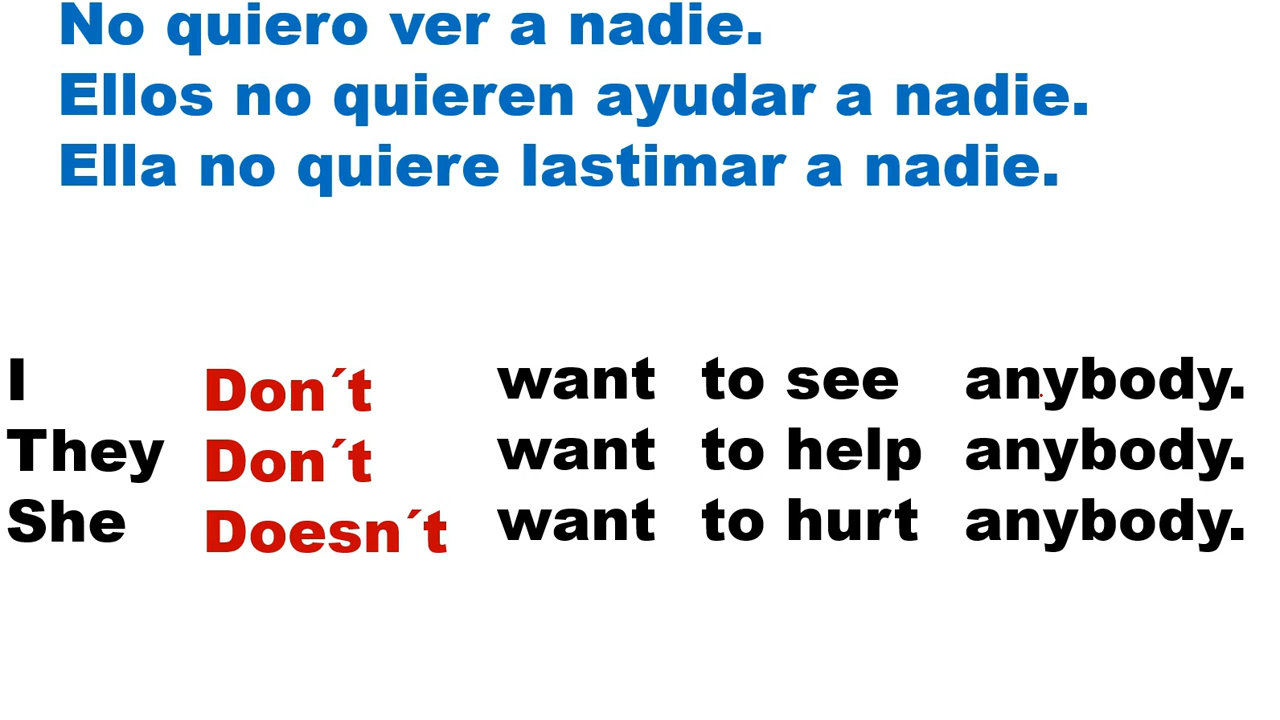 No quiero ver a nadie.
Ellos no quieren ayudar a nadie.
Ella no quiere lastimar a nadie.
I Don´t want to see anybody.
They Don´t want to help anybody.
She Doesn´t want to hurt anybody.